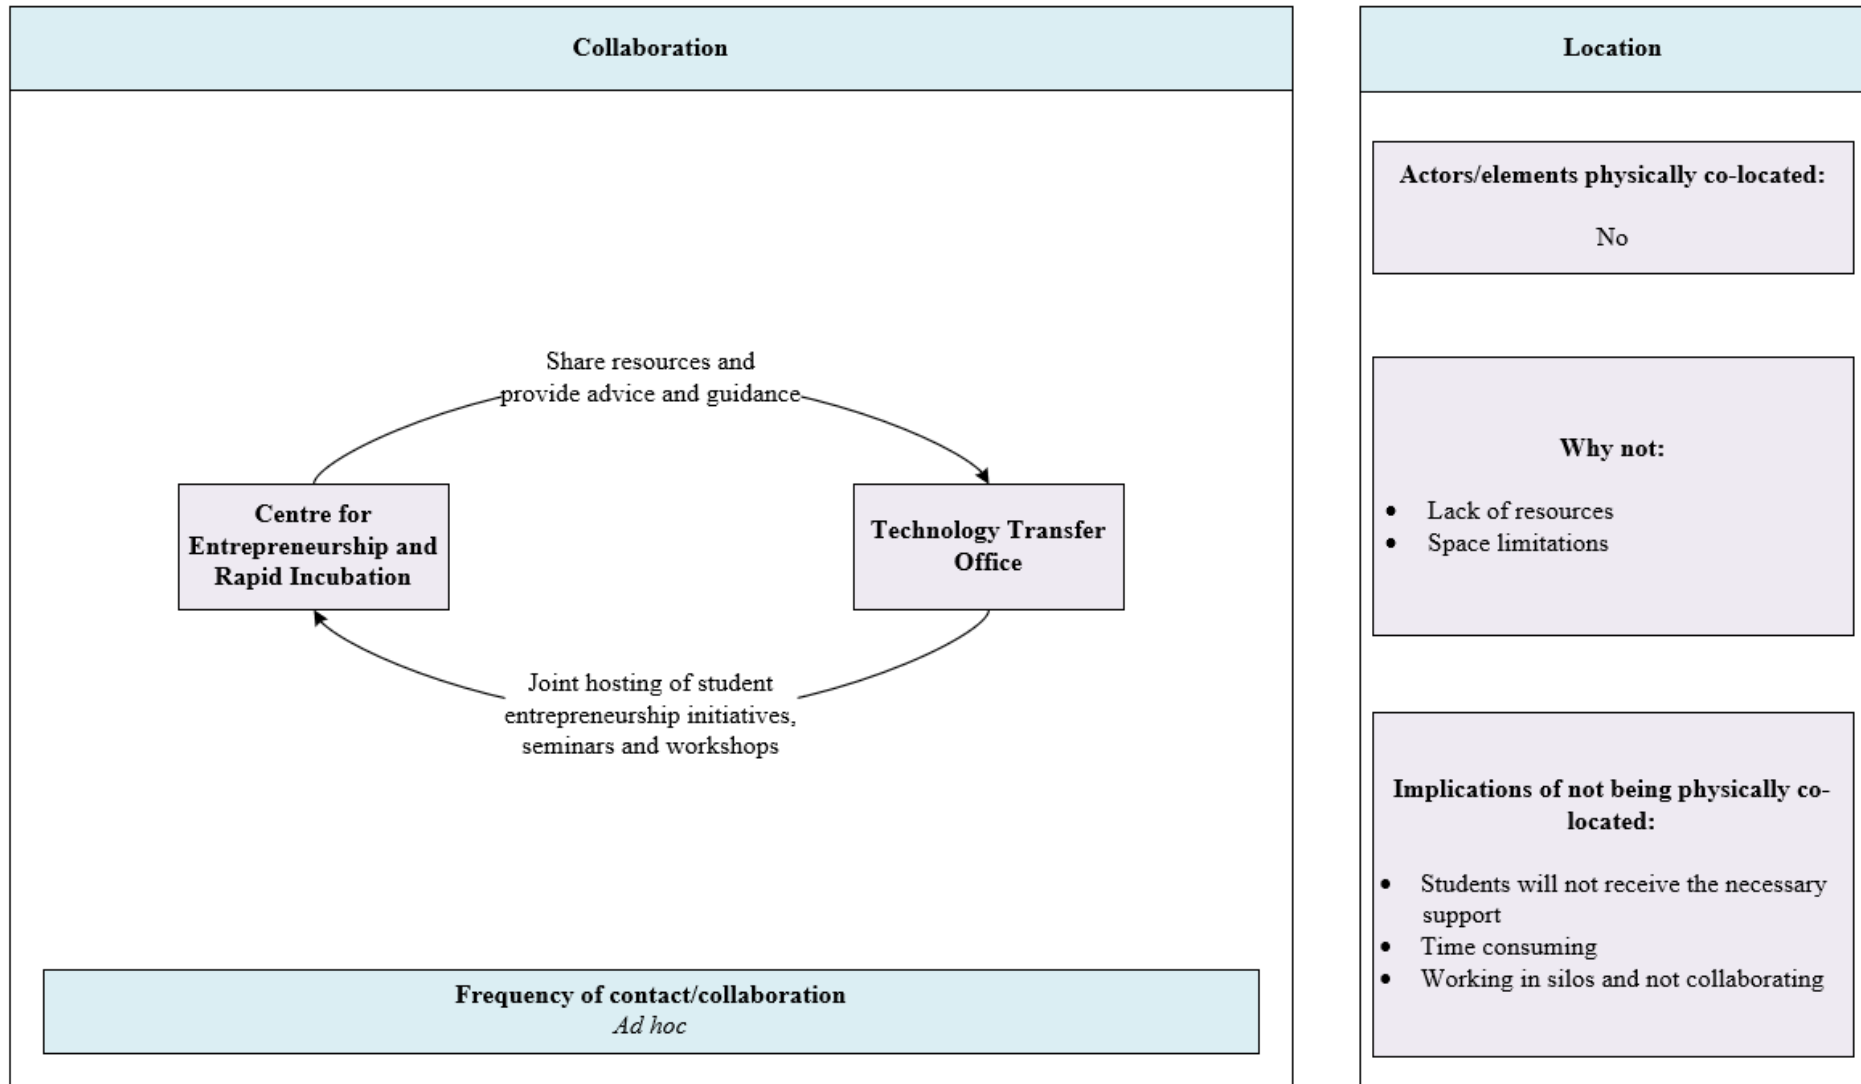 Collaboration
Share resources and
provide advice and guidance
Centre for
Entrepreneurship and
Rapid Incubation
Technology Transfer
Office
Joint hosting of student
entrepreneurship initiatives,
seminars and workshops
Frequency of contact/collaboration
Ad hoc
Location
Actors/elements physically co-located:
No
Why not:
• Lack of resources
• Space limitations
Implications of not being physically co-
located:
• Students will not receive the necessary
support
• Time consuming
• Working in silos and not collaborating